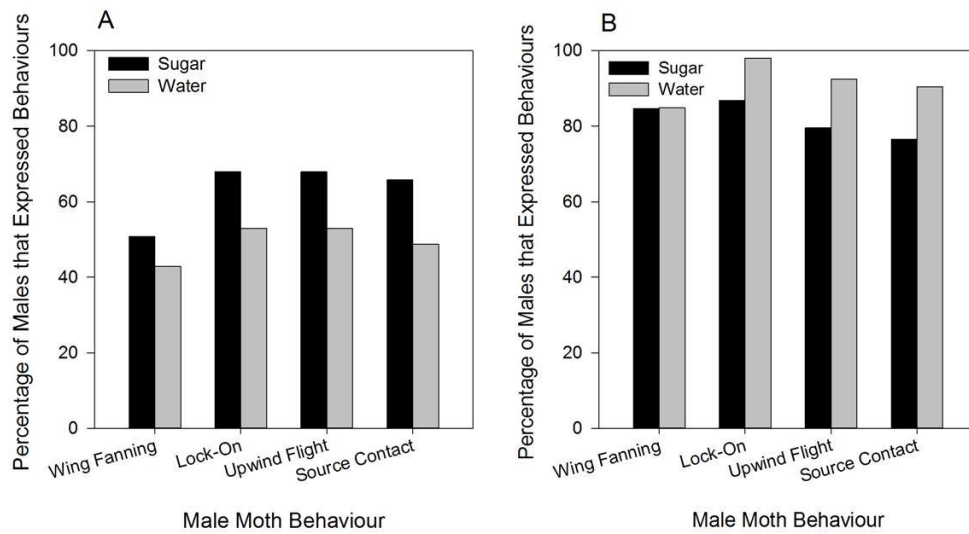 A
Percentage of Males that Expressed Behaviours
100
80
60
40
20
0
Sugar
Water
Wing Fanning
Lock-On
Upwind Flight
Source Contact
Male Moth Behaviour
B
Percentage of Males that Expressed Behaviours
100
80
60
40
20
0
Sugar
Water
Wing Fanning
Lock-On
Upwind Flight
Source Contact
Male Moth Behaviour